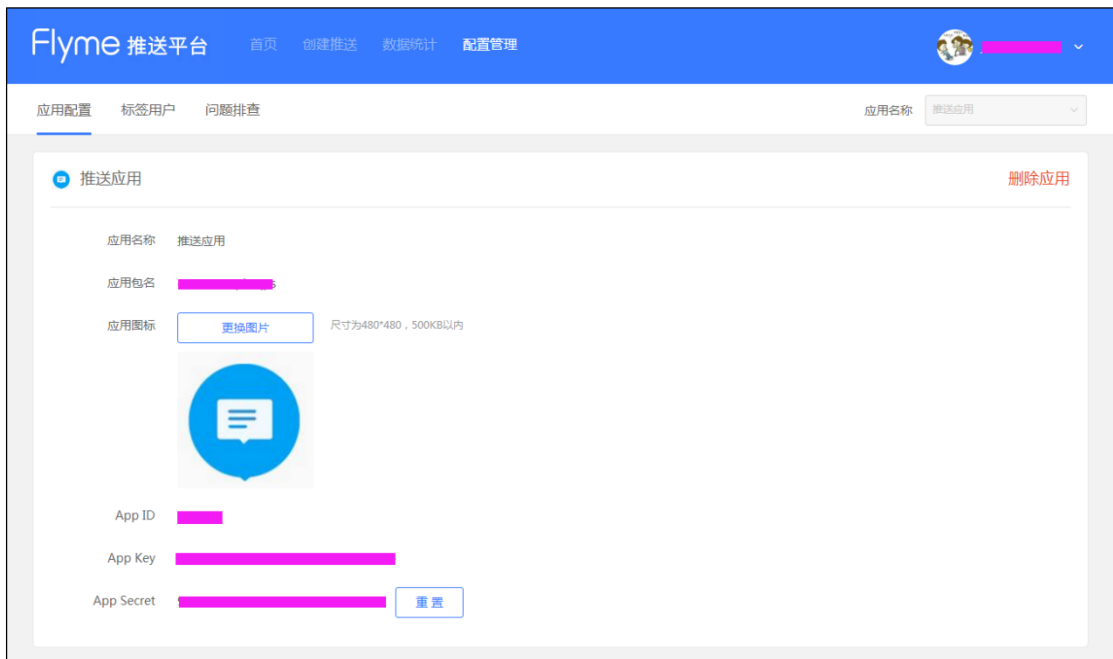 Flyme 推送平台 首页 创建推送 数据统计 配置管理
应用配置 标签用户 问题排查 应用名称 推送应用
推送应用 删除应用
应用名称 推送应用
应用包名
应用图标 更换图片 尺寸为480*480，500KB以内
App ID
App Key
App Secret 重置